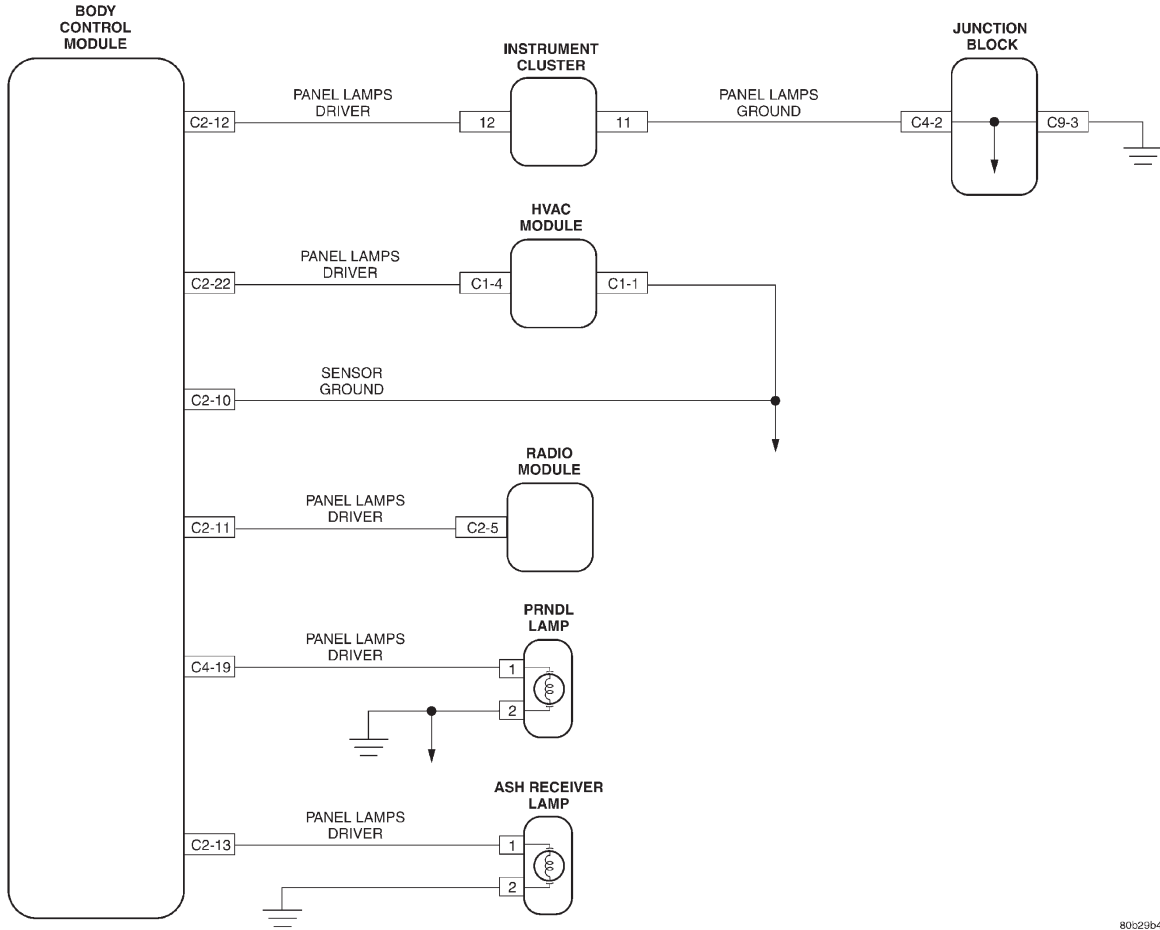 BODY
CONTROL
MODULE
INSTRUMENT
CLUSTER
JUNCTION
BLOCK
PANEL LAMPS
DRIVER
PANEL LAMPS
GROUND
C2-12
12
11
C4-2
C9-3
HVAC
MODULE
PANEL LAMPS
DRIVER
C2-22
C1-4
C1-1
SENSOR
GROUND
C2-10
RADIO
MODULE
PANEL LAMPS
DRIVER
C2-11
C2-5
PRNDL
LAMP
PANEL LAMPS
DRIVER
C4-19
1
2
ASH RECEIVER
LAMP
PANEL LAMPS
DRIVER
C2-13
1
2
80b29b4